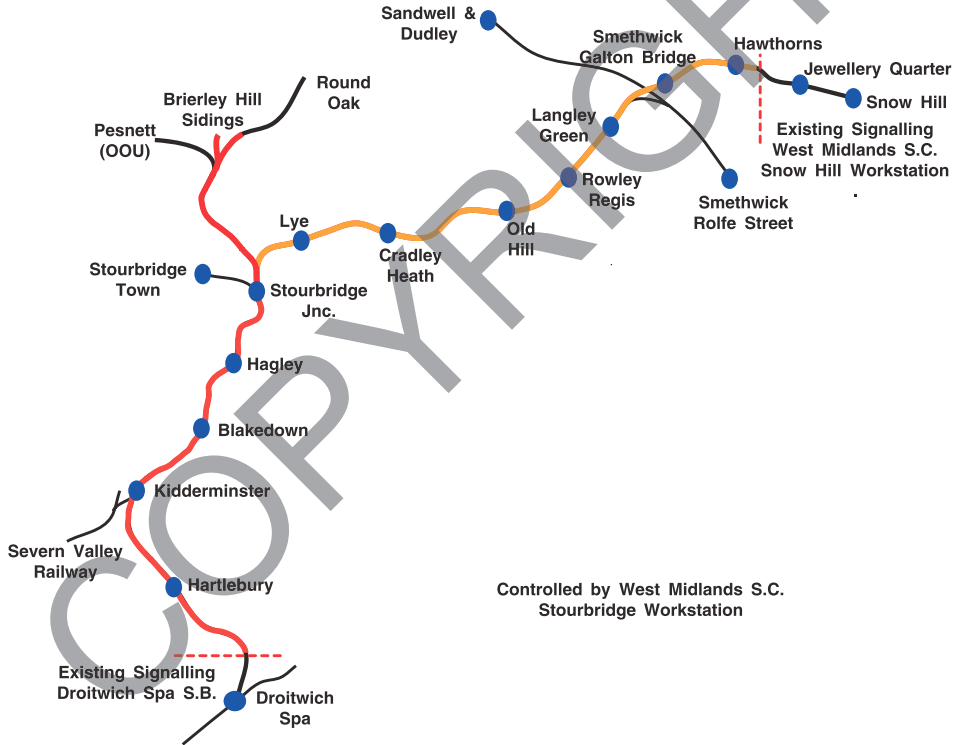 Sandwell &
Dudley
Smethwick
Galton Bridge
Hawthorns
Jewellery Quarter
Snow Hill
Existing Signalling
West Midlands S.C.
Snow Hill Workstation
Round
Oak
Brierley Hill
Sidings
Pesnett
(OOU)
Langley
Green
Rowley
Regis
Smethwick
Rolfe Street
Lye
Old
Hill
Cradley
Heath
Stourbridge
Town
Stourbridge
Jnc.
Hagley
Blakedown
Kidderminster
Severn Valley
Railway
Hartlebury
Controlled by West Midlands S.C.
Stourbridge Workstation
Existing Signalling
Droitwich Spa S.B.
Droitwich
Spa
COPYRIGH